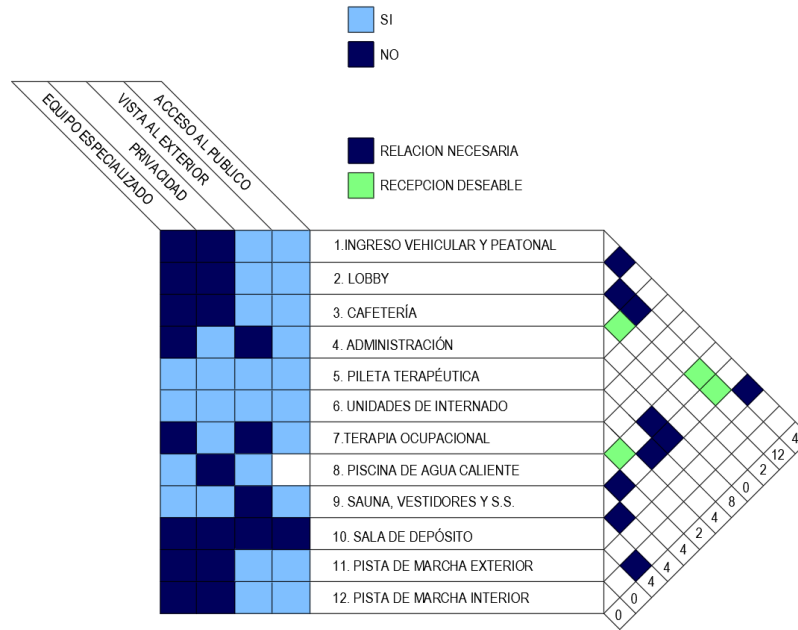 SI
NO
RELACION NECESARIA
RECEPCION DESEABLE
EQUIPO ESPECIALIZADO
PRIVACIDAD
VISTA AL EXTERIOR
ACCESO AL PUBLICO
1.INGRESO VEHICULAR Y PEATONAL
2. LOBBY
3. CAFETERÍA
4. ADMINISTRACIÓN
5. PILETA TERAPÉUTICA
6. UNIDADES DE INTERNADO
7.TERAPIA OCUPACIONAL
8. PISCINA DE AGUA CALIENTE
9. SAUNA, VESTIDORES Y S.S.
10. SALA DE DEPÓSITO
11. PISTA DE MARCHA EXTERIOR
12. PISTA DE MARCHA INTERIOR
4
12
2
0
8
4
2
4
4
4
0
0